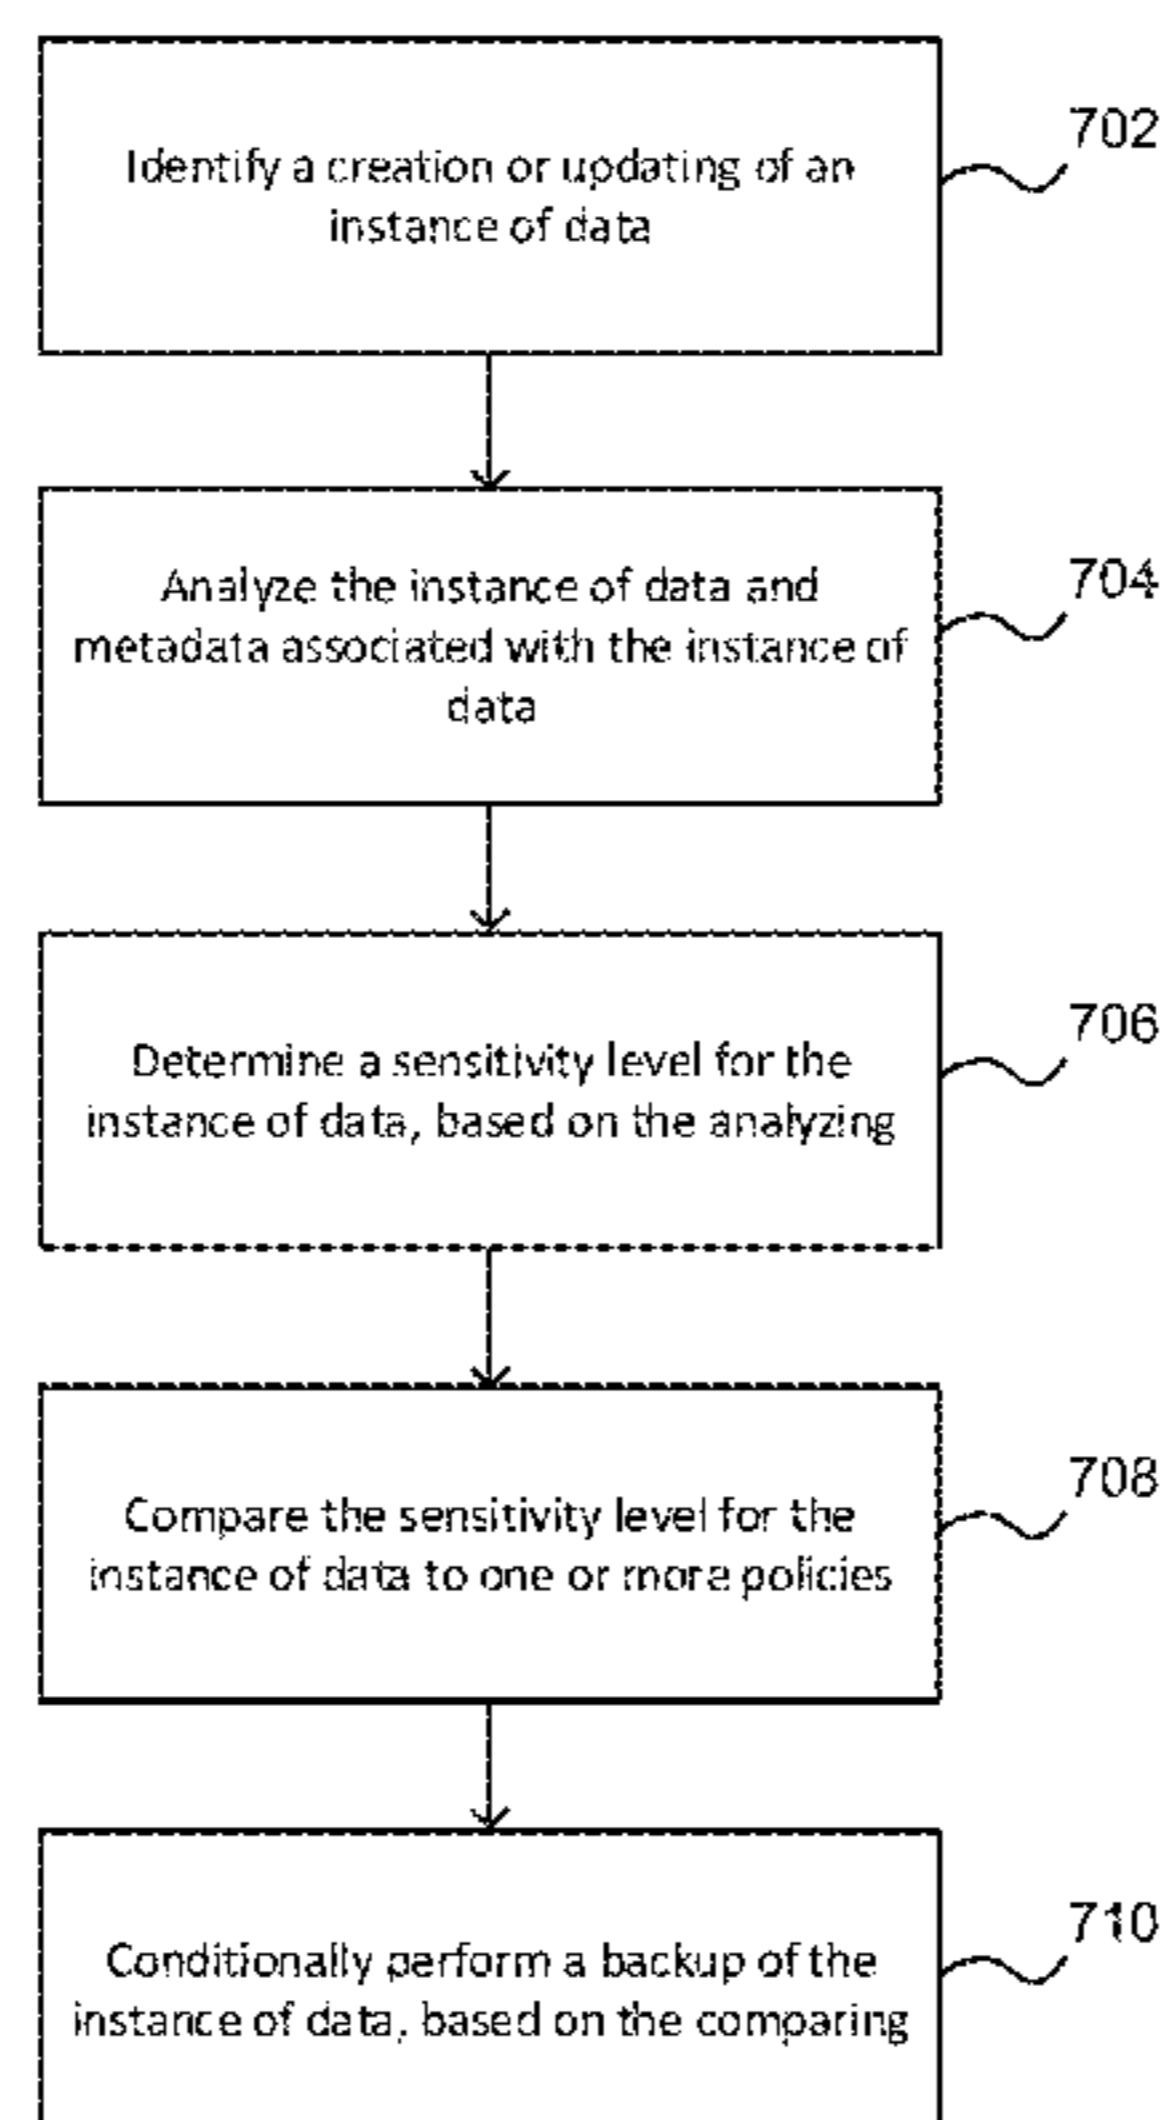 Identify a creation or updating of an
instance of data
702
Analyze the instance of data and
metadata associated with the instance of
data
704
Determine a sensitivity level for the
instance of data, based on the analyzing
706
Compare the sensitivity level for the
instance of data to one or more policies
708
Conditionally perform a backup of the
instance of data, based on the comparing
710